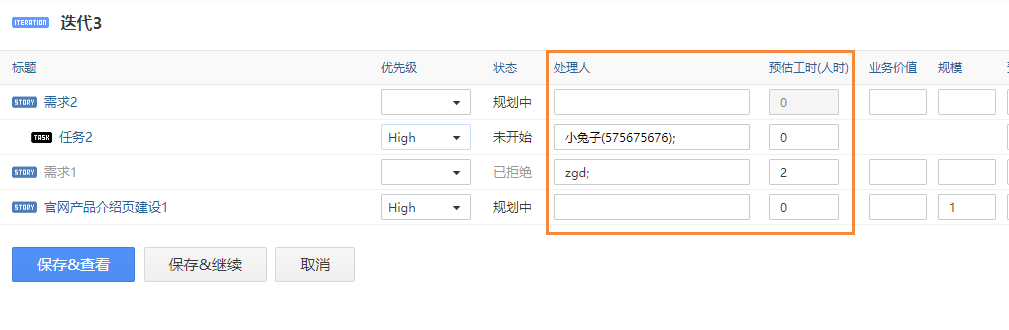 ITERATION 迭代3
标题 优先级 状态 处理人 预估工时(人时) 业务价值 规模
STORY 需求2 规划中 0
TASK 任务2 High 未开始 小兔子(575675676); 0
STORY 需求1 已拒绝 zgd; 2
STORY 官网产品介绍页建设1 High 规划中 0 1
保存&查看 保存&继续 取消